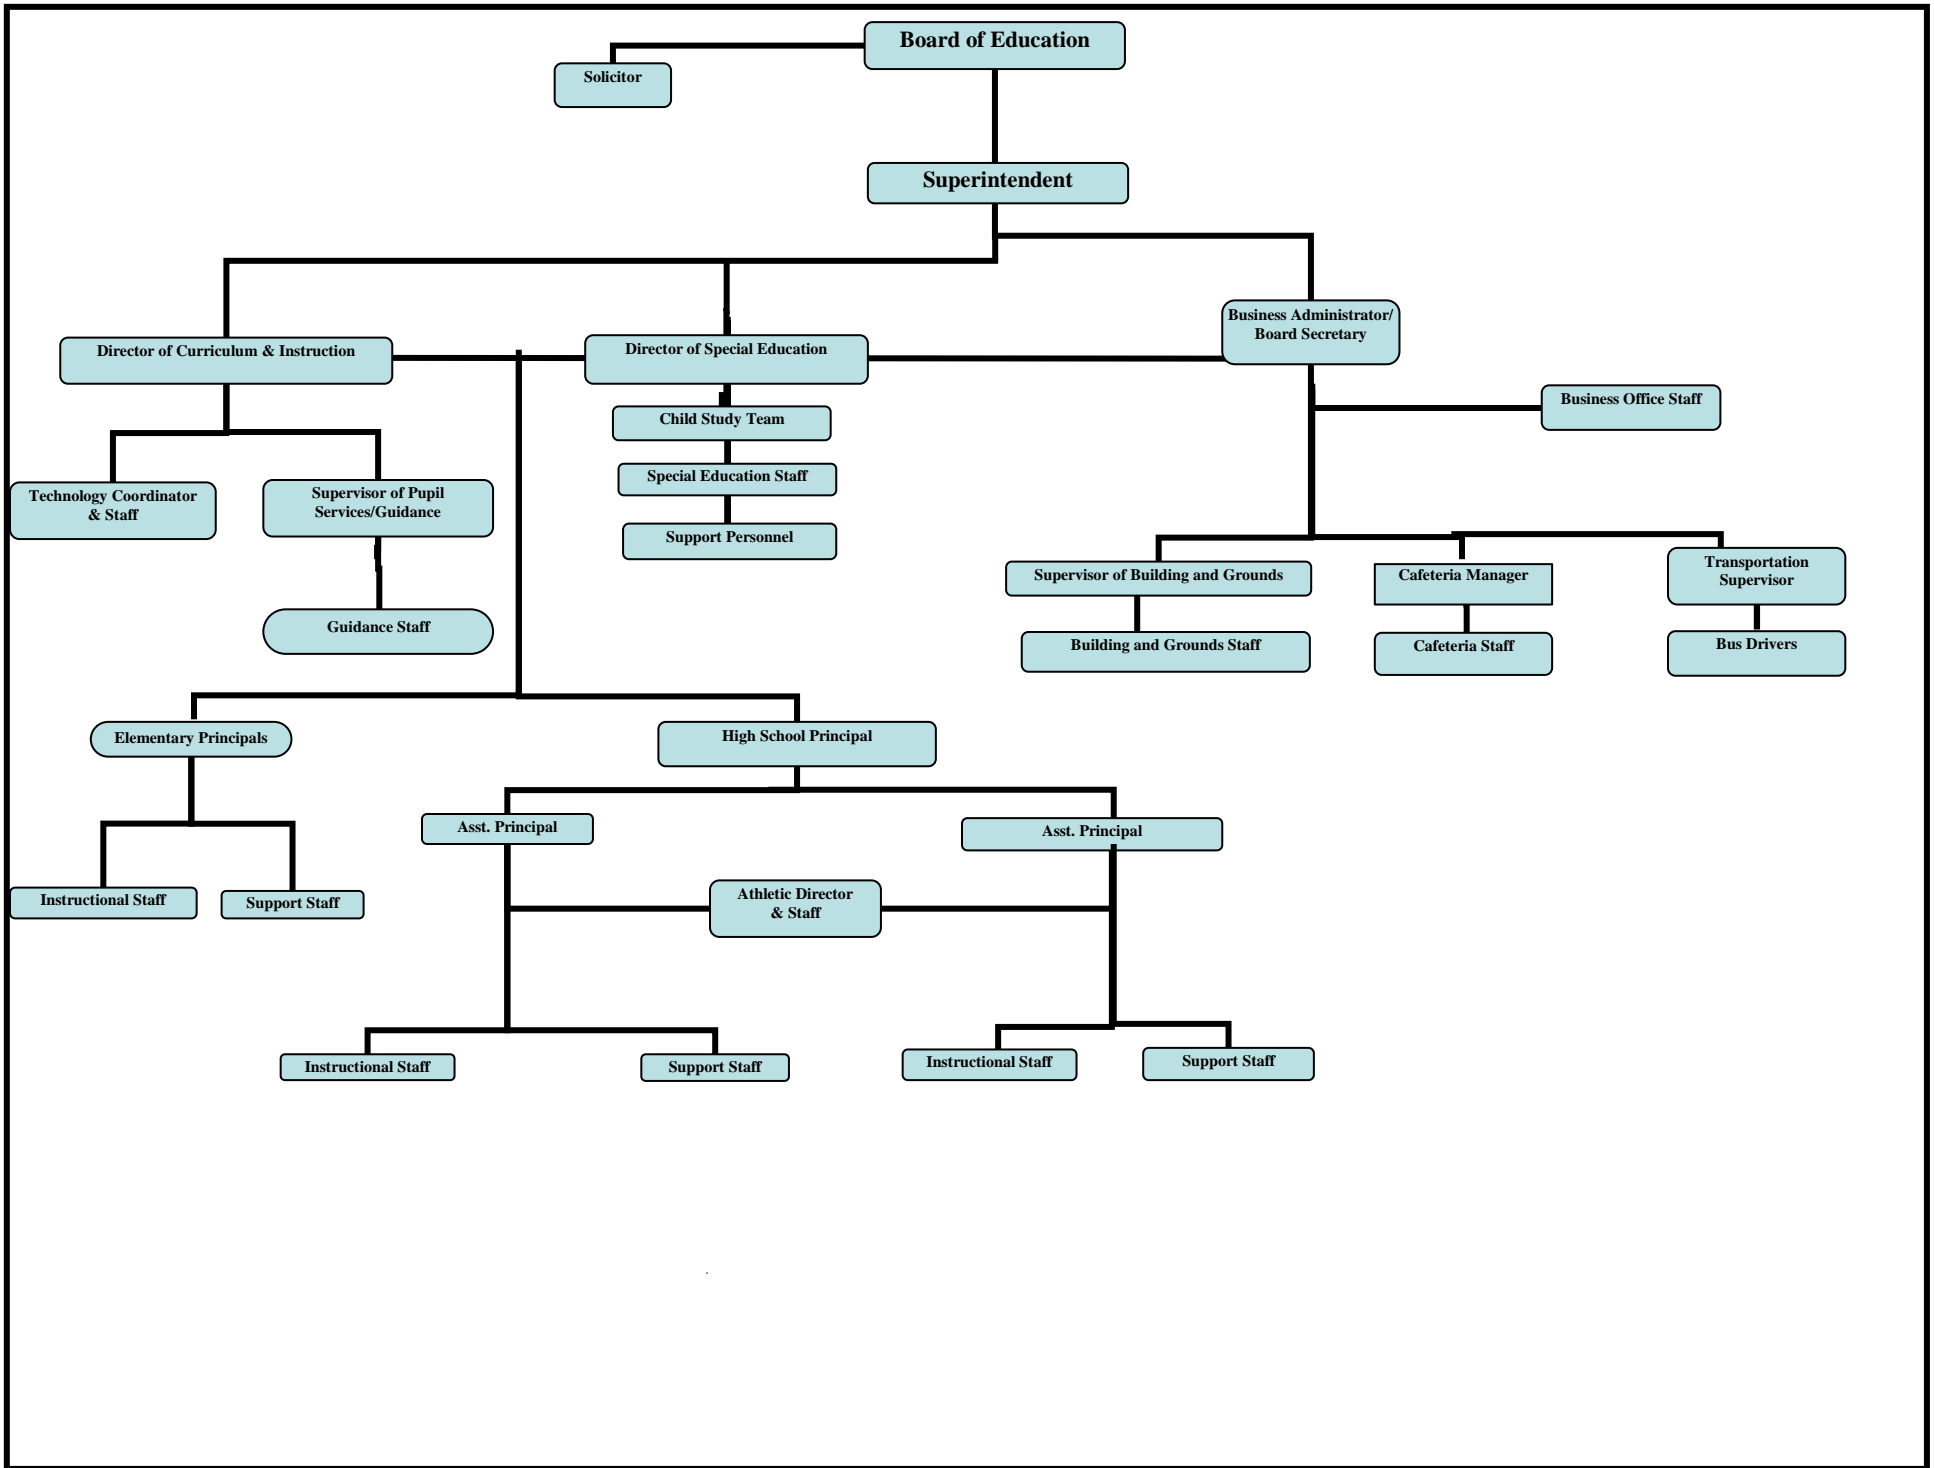 Board of Education
Solicitor
Superintendent
Business Administrator/
Board Secretary
Director of Curriculum & Instruction
Director of Special Education
Business Office Staff
Child Study Team
Special Education Staff
Technology Coordinator
& Staff
Supervisor of Pupil
Services/Guidance
Support Personnel
Supervisor of Building and Grounds
Cafeteria Manager
Transportation
Supervisor
Guidance Staff
Building and Grounds Staff
Cafeteria Staff
Bus Drivers
Elementary Principals
High School Principal
Asst. Principal
Asst. Principal
Instructional Staff
Support Staff
Athletic Director
& Staff
Instructional Staff
Support Staff
Instructional Staff
Support Staff